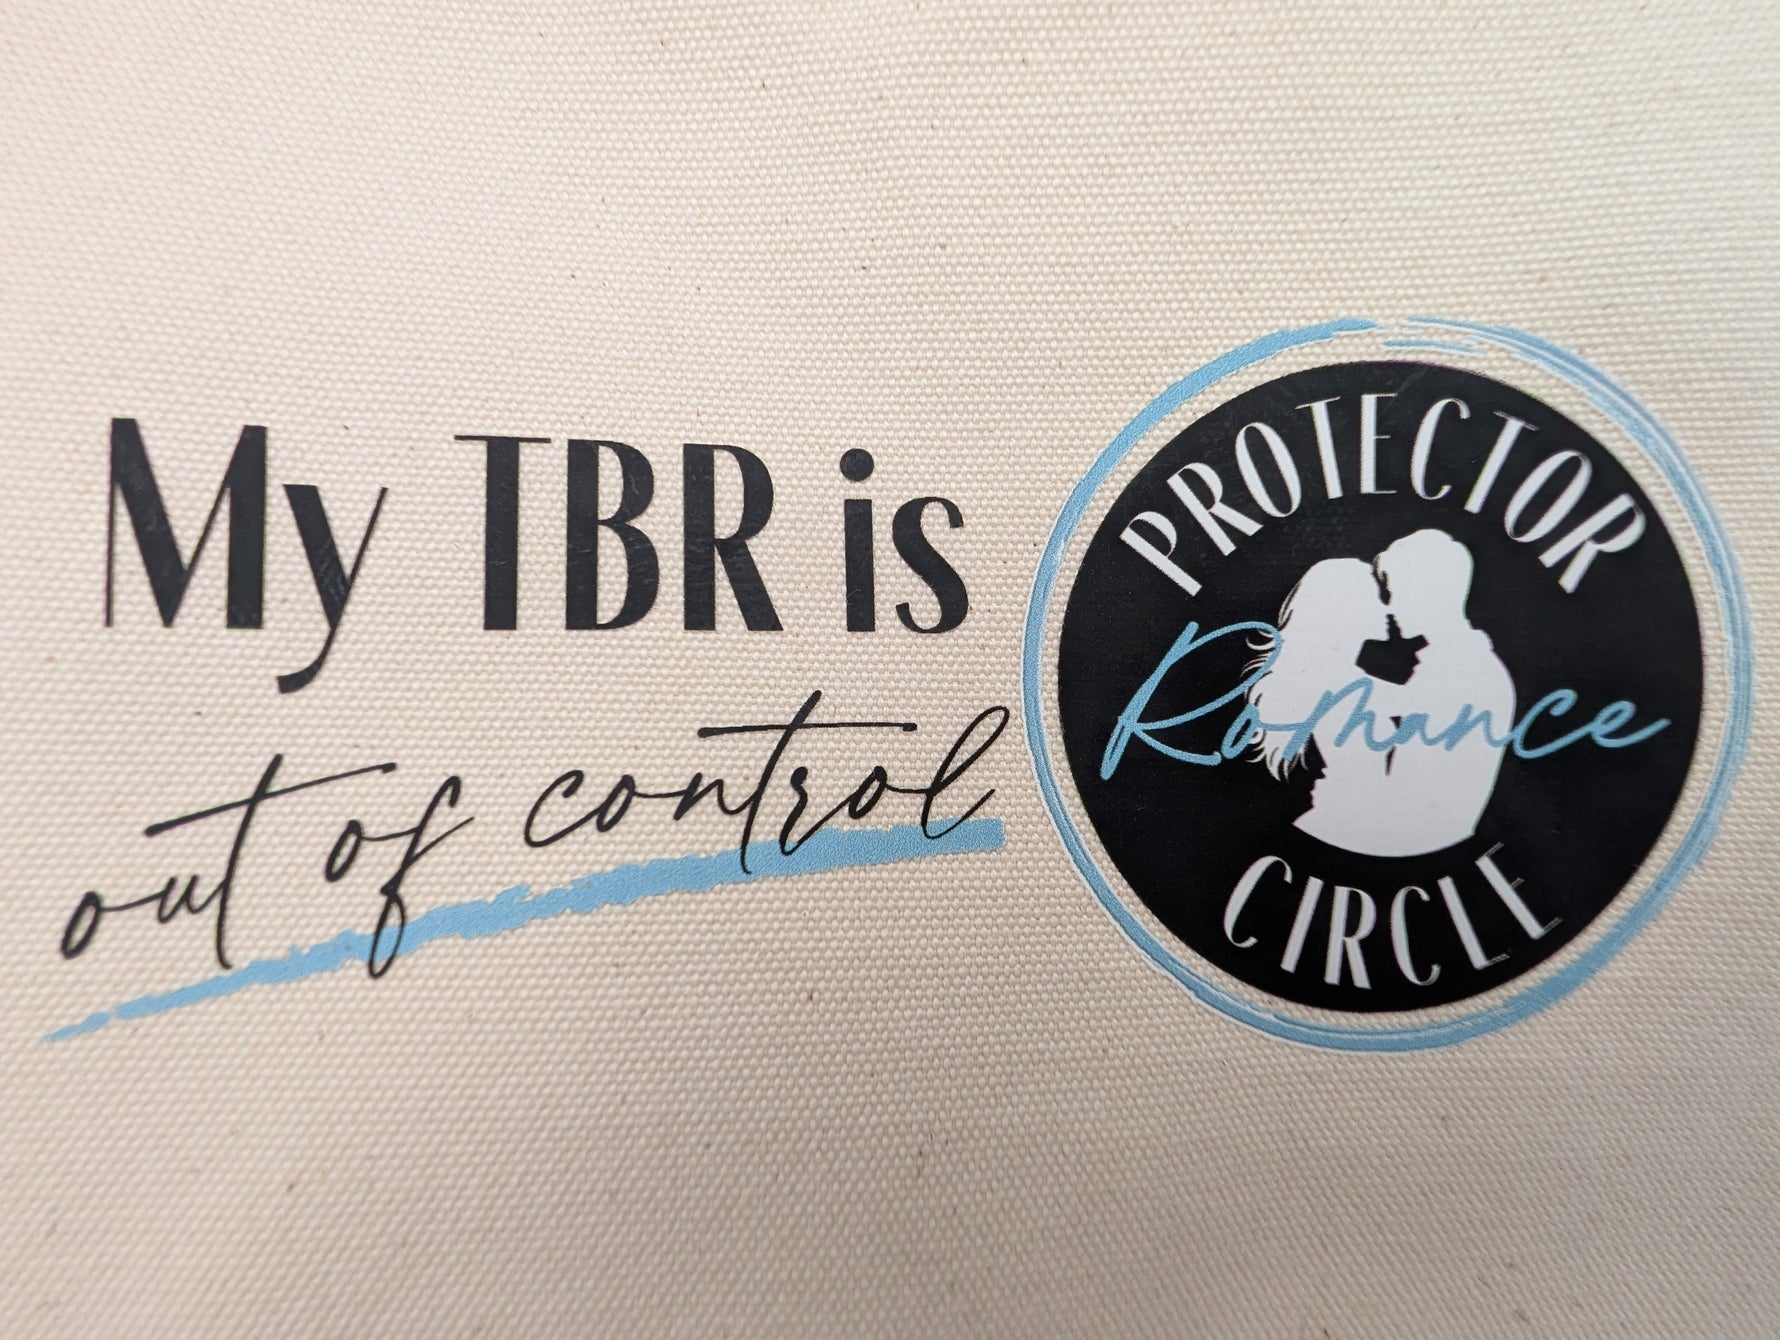 My TBR is
out of control
PROTECTOR
Romance
CIRCLE